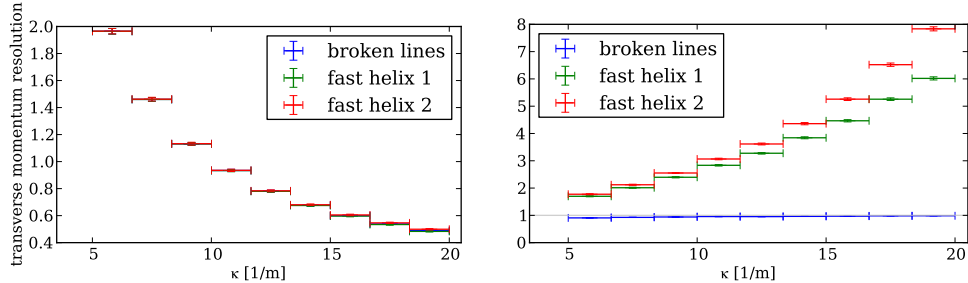 transverse momentum resolution
2.0
1.8
1.6
1.4
1.2
1.0
0.8
0.6
0.4
5
10
15
20
κ [1/m]
broken lines
fast helix 1
fast helix 2
8
7
6
5
4
3
2
1
0
5
10
15
20
κ [1/m]
broken lines
fast helix 1
fast helix 2